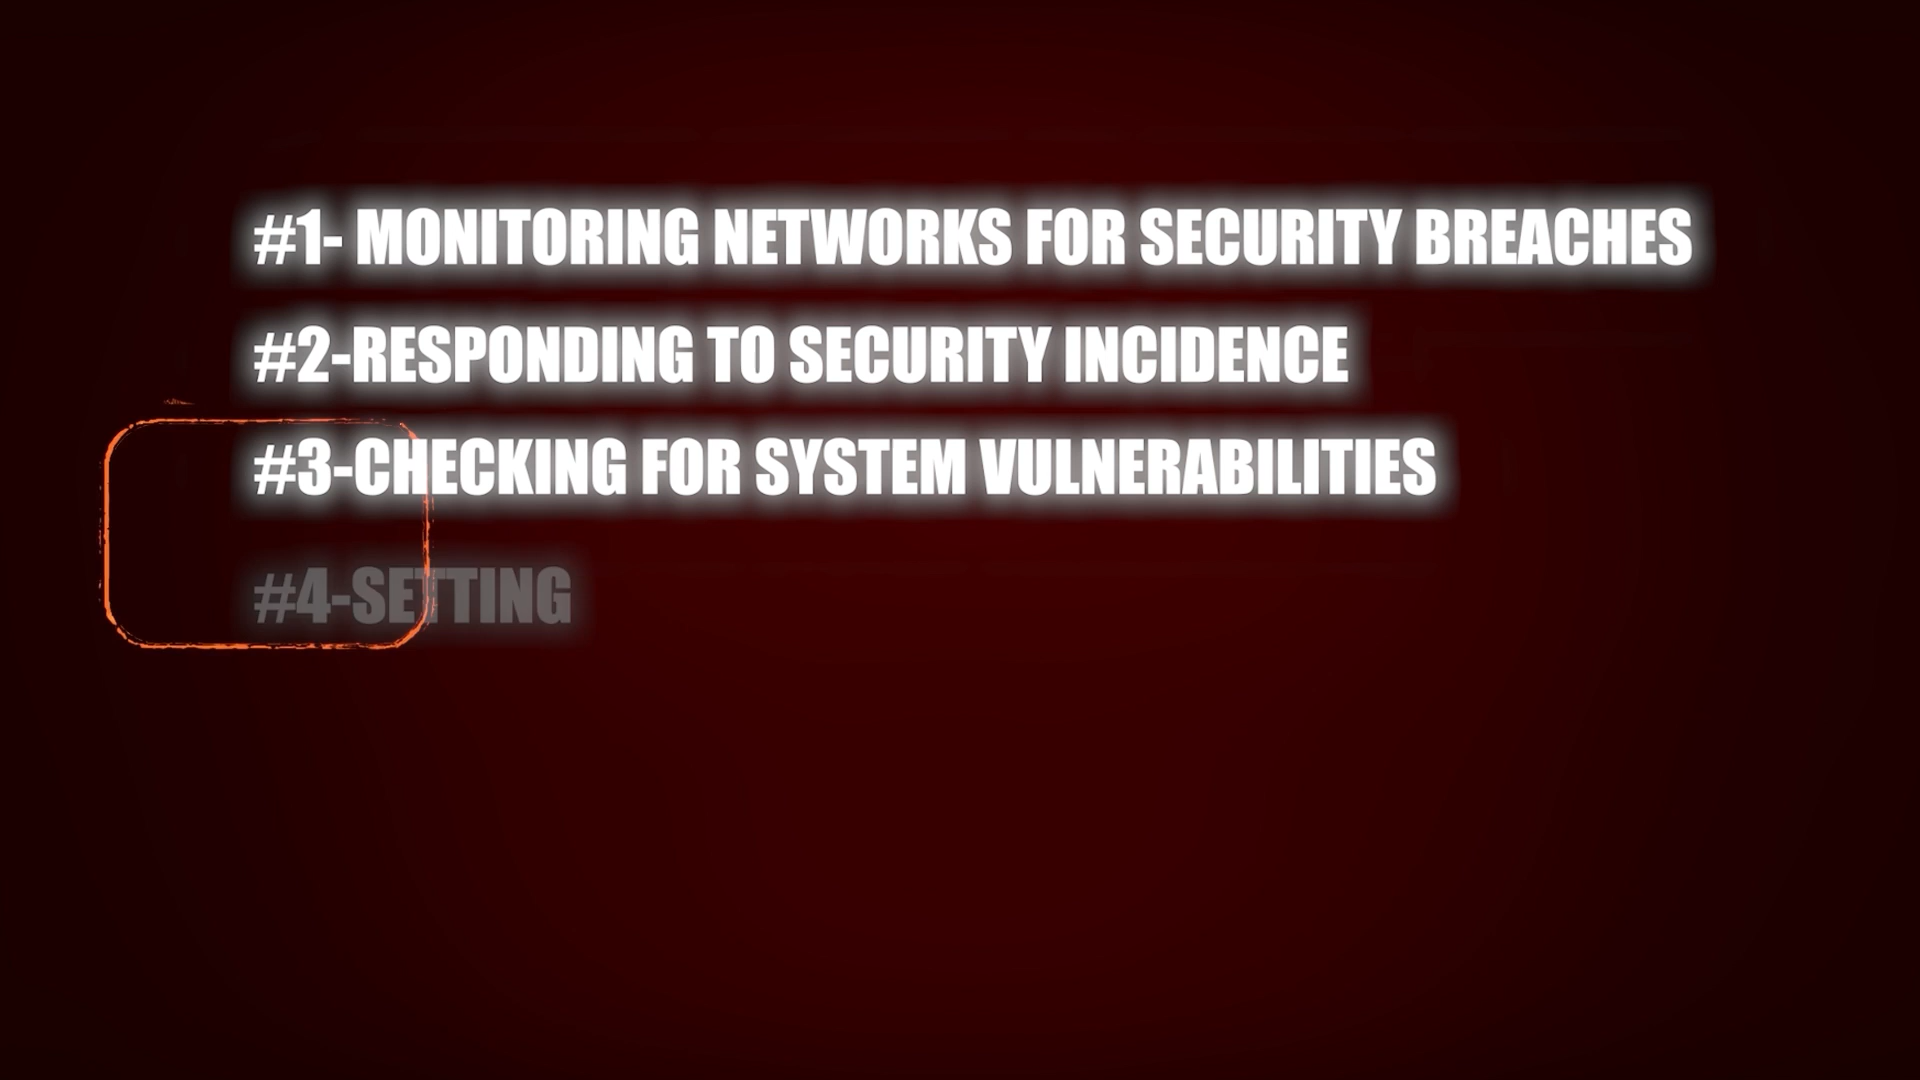 #1- MONITORING NETWORKS FOR SECURITY BREACHES
#2-RESPONDING TO SECURITY INCIDENCE
#3-CHECKING FOR SYSTEM VULNERABILITIES
#4-SETTING